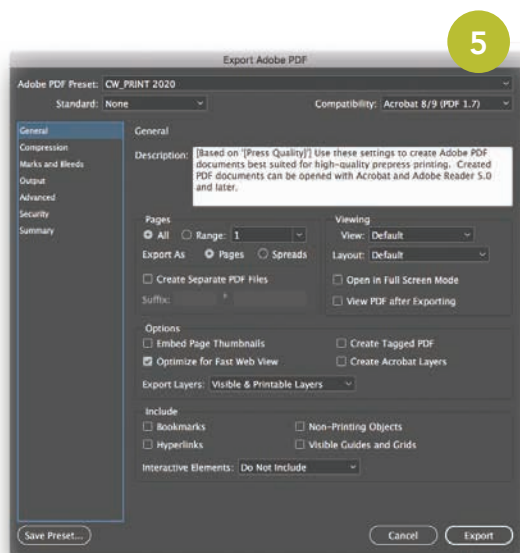 5
Export Adobe PDF
Adobe PDF Preset: CW_PRINT 2020
Standard: None Compatibility: Acrobat 8/9 (PDF 1.7)
General
Compression
Marks and Bleeds
Output
Advanced
Security
Summary
General
Description: [Based on '[Press Quality]'] Use these settings to create Adobe PDF
documents best suited for high-quality prepress printing. Created
PDF documents can be opened with Acrobat and Adobe Reader 5.0
and later.
Pages
All Range: 1
Export As Pages Spreads
Create Separate PDF Files
Suffix:
Viewing
View: Default
Layout: Default
Open in Full Screen Mode
View PDF after Exporting
Options
Embed Page Thumbnails Create Tagged PDF
Optimize for Fast Web View Create Acrobat Layers
Export Layers: Visible & Printable Layers
Include
Bookmarks Non-Printing Objects
Hyperlinks Visible Guides and Grids
Interactive Elements: Do Not Include
Save Preset... Cancel Export